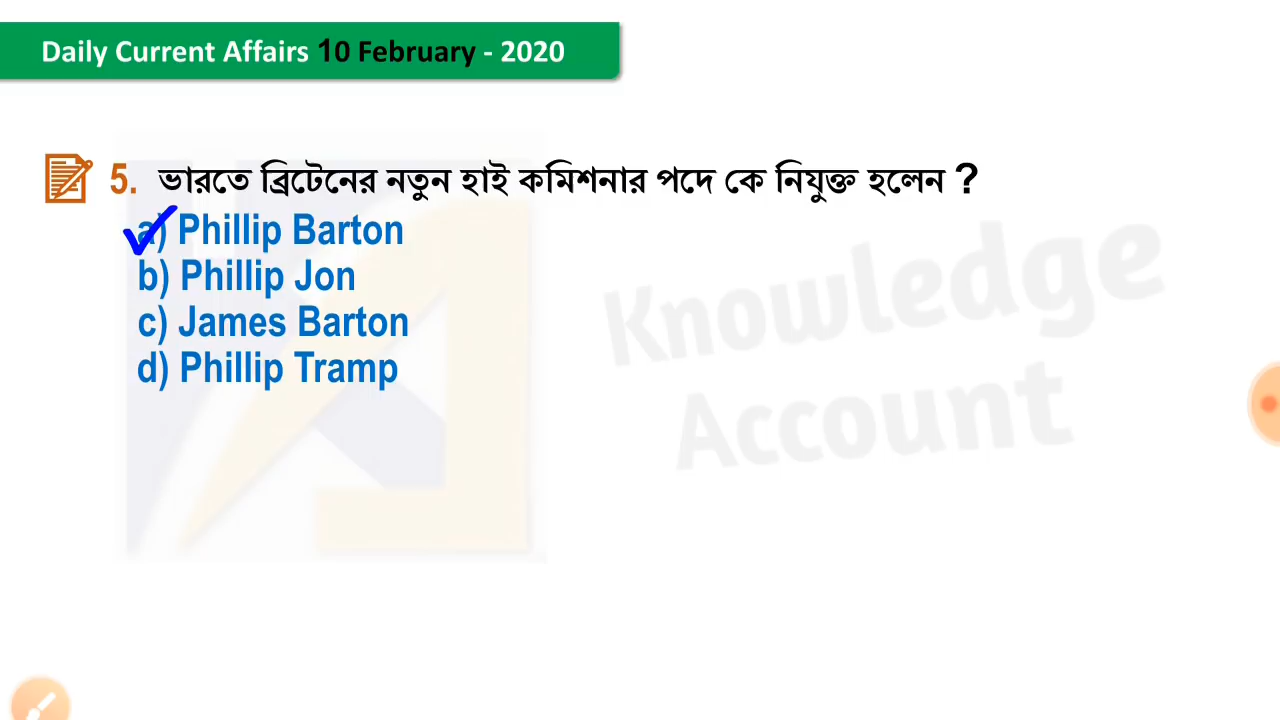 Daily Current Affairs 10 February - 2020
5. ভারতে ব্রিটেনের নতুন হাই কমিশনার পদে কে নিযুক্ত হলেন ?
a) Phillip Barton
b) Phillip Jon
c) James Barton
d) Phillip Tramp
Knowledge
Account